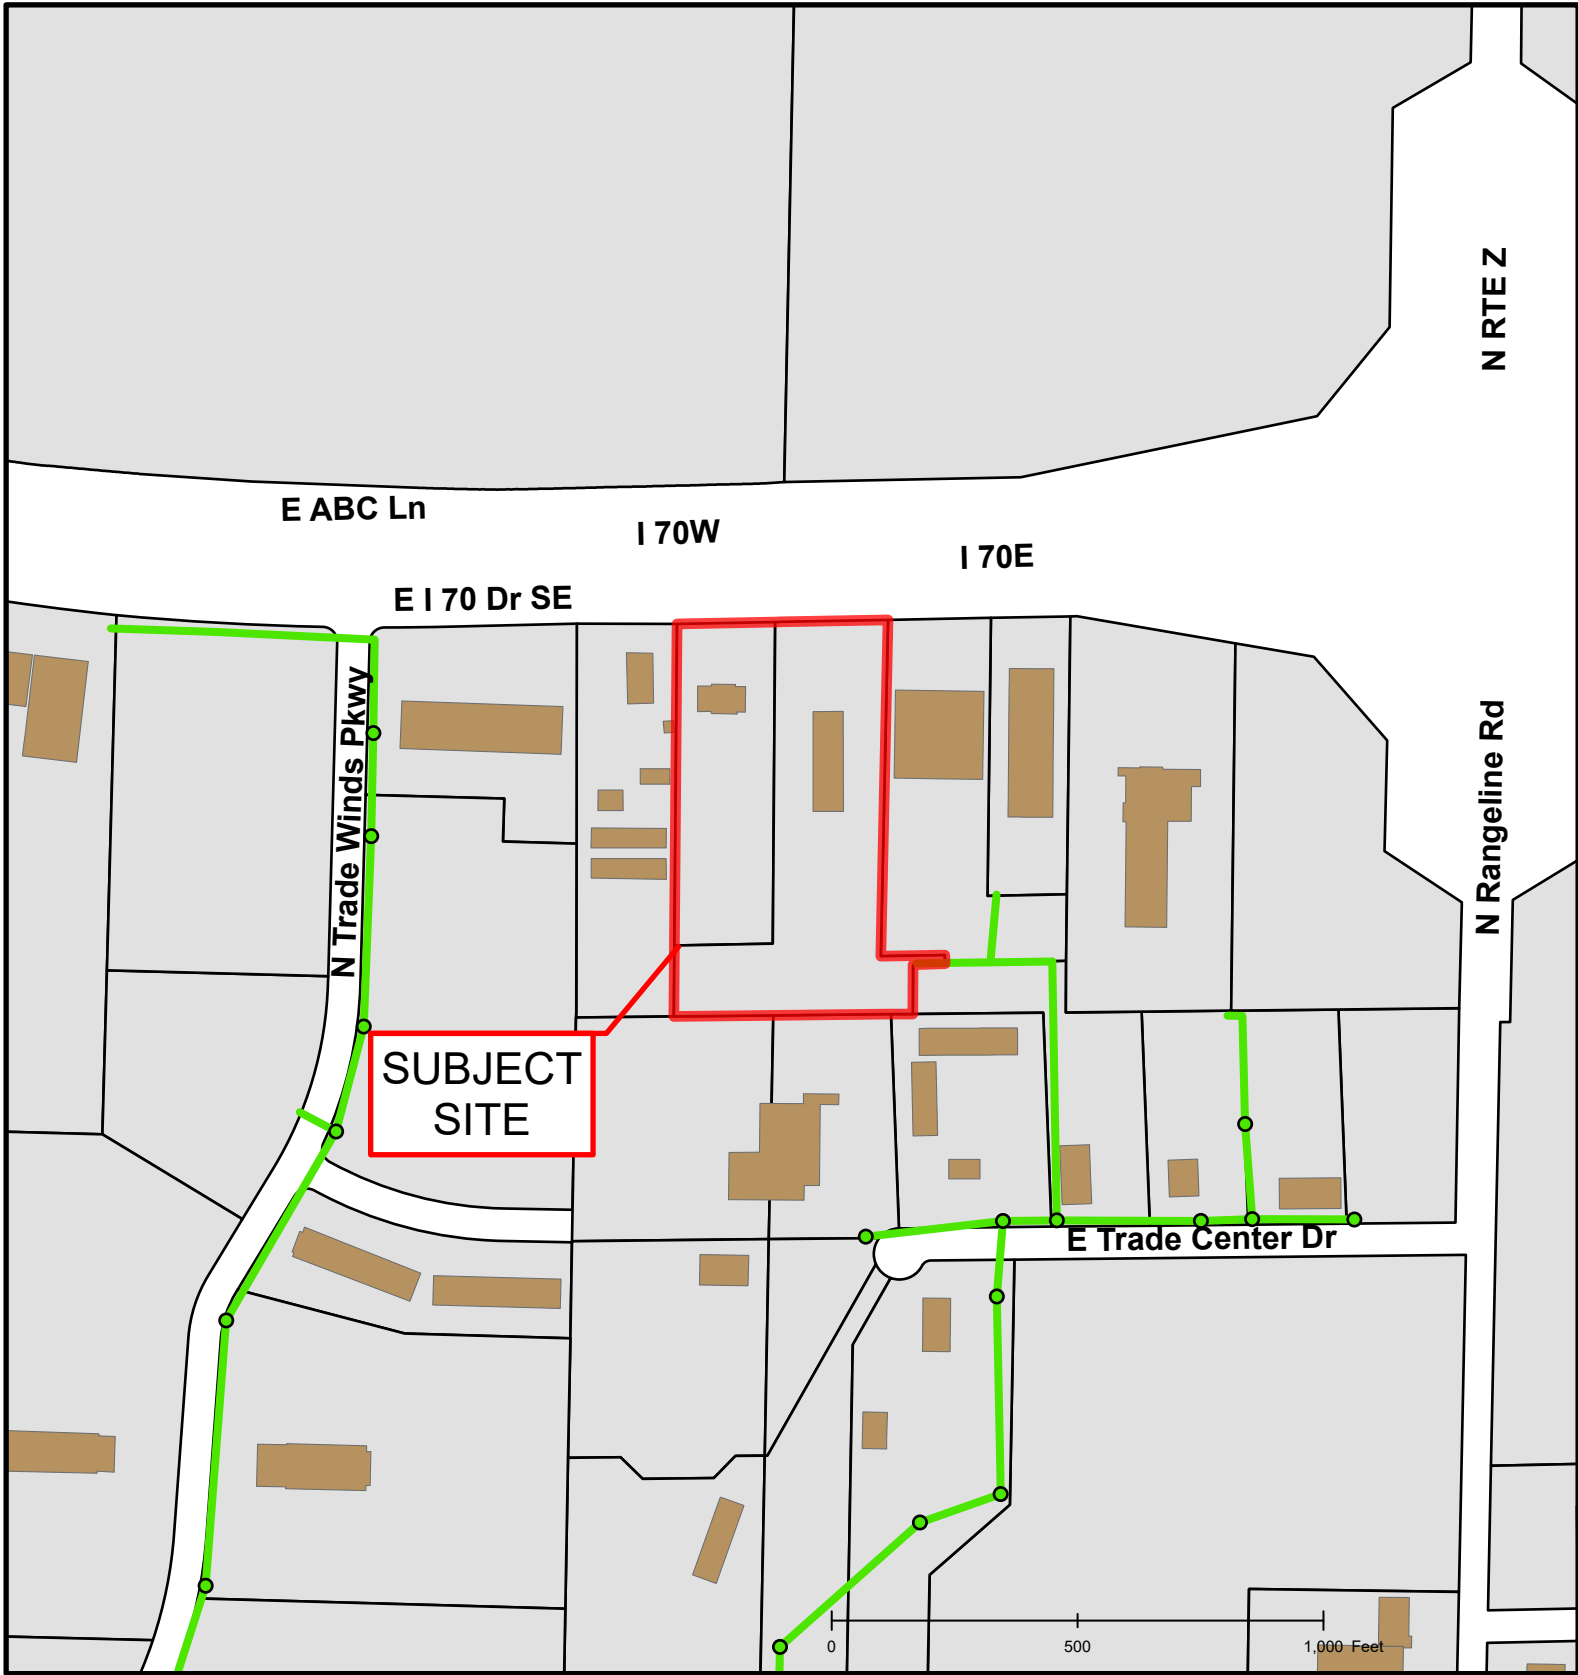 N RTE Z
E ABC Ln
I 70W
I 70E
E I 70 Dr SE
N Trade Winds Pkwy
N Rangeline Rd
SUBJECT
SITE
E Trade Center Dr
0 500 1,000 Feet